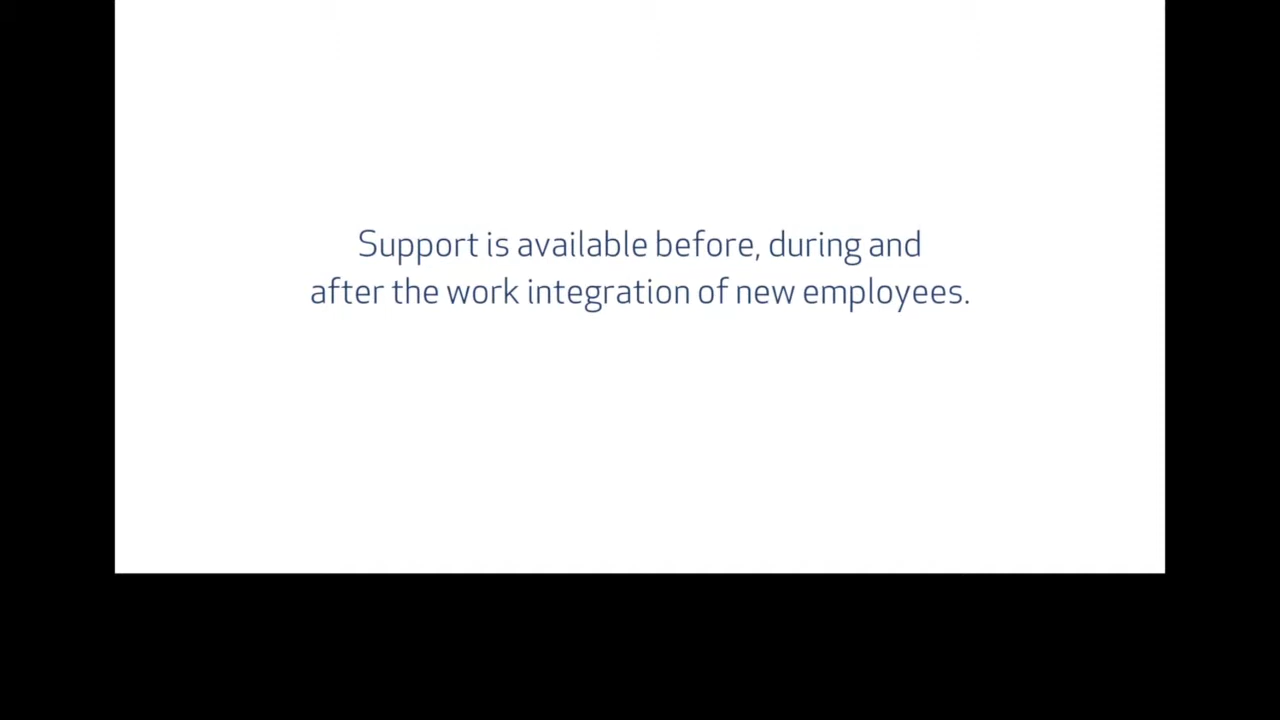 Support is available before, during and
after the work integration of new employees.